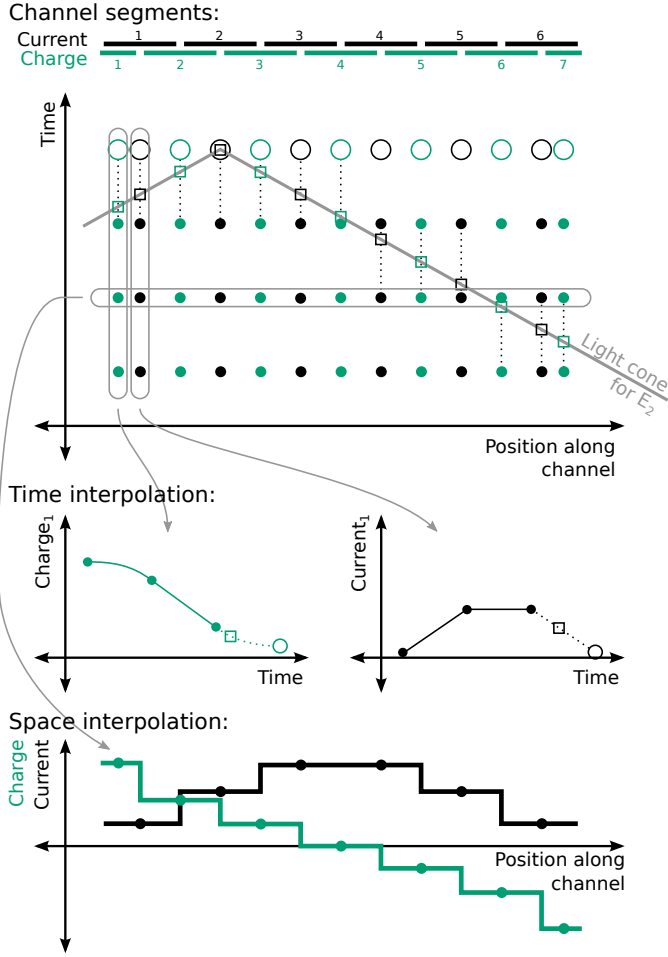 Channel segments:
Current 1 2 3 4 5 6
Charge 1 2 3 4 5 6 7
Time
Light cone
for E2
Position along
channel
Time interpolation:
Charge1
Time
Current1
Time
Space interpolation:
Charge
Current
Position along
channel